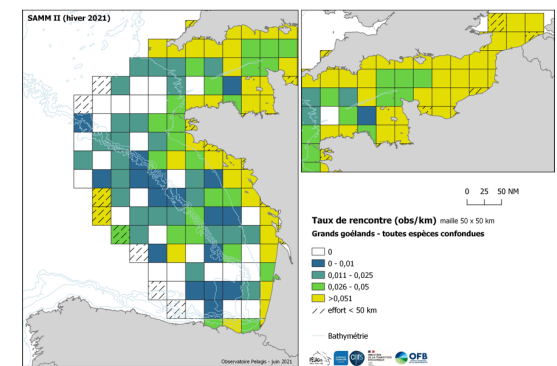 SAMM II (hiver 2021)
0 25 50 NM
Taux de rencontre (obs/km) maille 50 x 50 km
Grands goélands - toutes espèces confondues
0
0 - 0,01
0,011 - 0,025
0,026 - 0,05
>0,051
effort < 50 km
Bathymétrie
Observatoire Pelagis - juin 2021
OFB